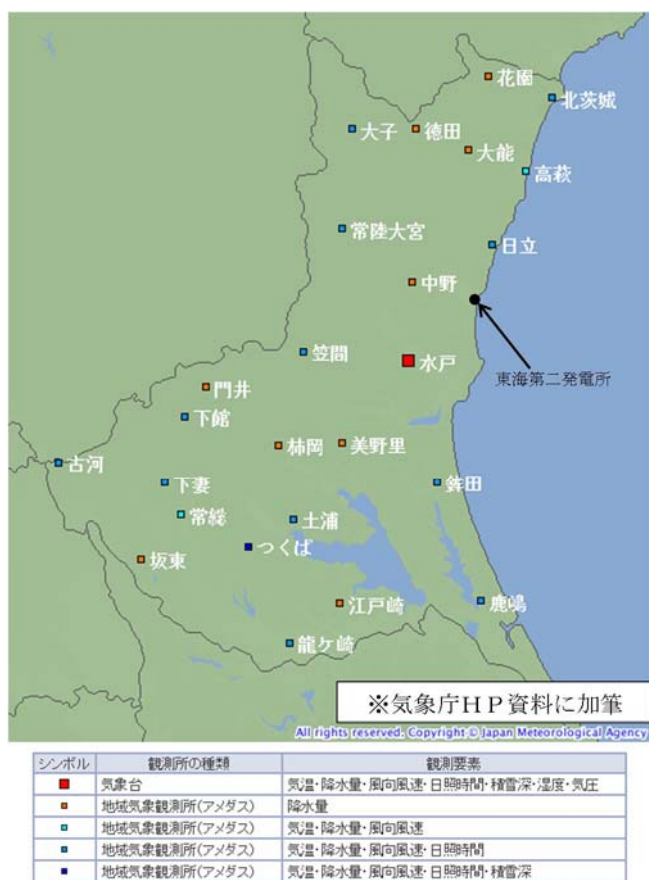 花園
北茨城
大子
徳田
大能
高萩
常陸大宮
日立
中野
笠間
水戸
東海第二発電所
門井
下館
柿岡
美野里
古河
下妻
鉾田
常総
土浦
つくば
坂東
江戸崎
鹿嶋
龍ケ崎
※気象庁HP資料に加筆
All rights reserved. Copyright © Japan Meteorological Agency
シンボル 観測所の種類 観測要素
気象台 気温・降水量・風向風速・日照時間・積雪深・湿度・気圧
地域気象観測所(アメダス) 降水量
地域気象観測所(アメダス) 気温・降水量・風向風速
地域気象観測所(アメダス) 気温・降水量・風向風速・日照時間
地域気象観測所(アメダス) 気温・降水量・風向風速・日照時間・積雪深